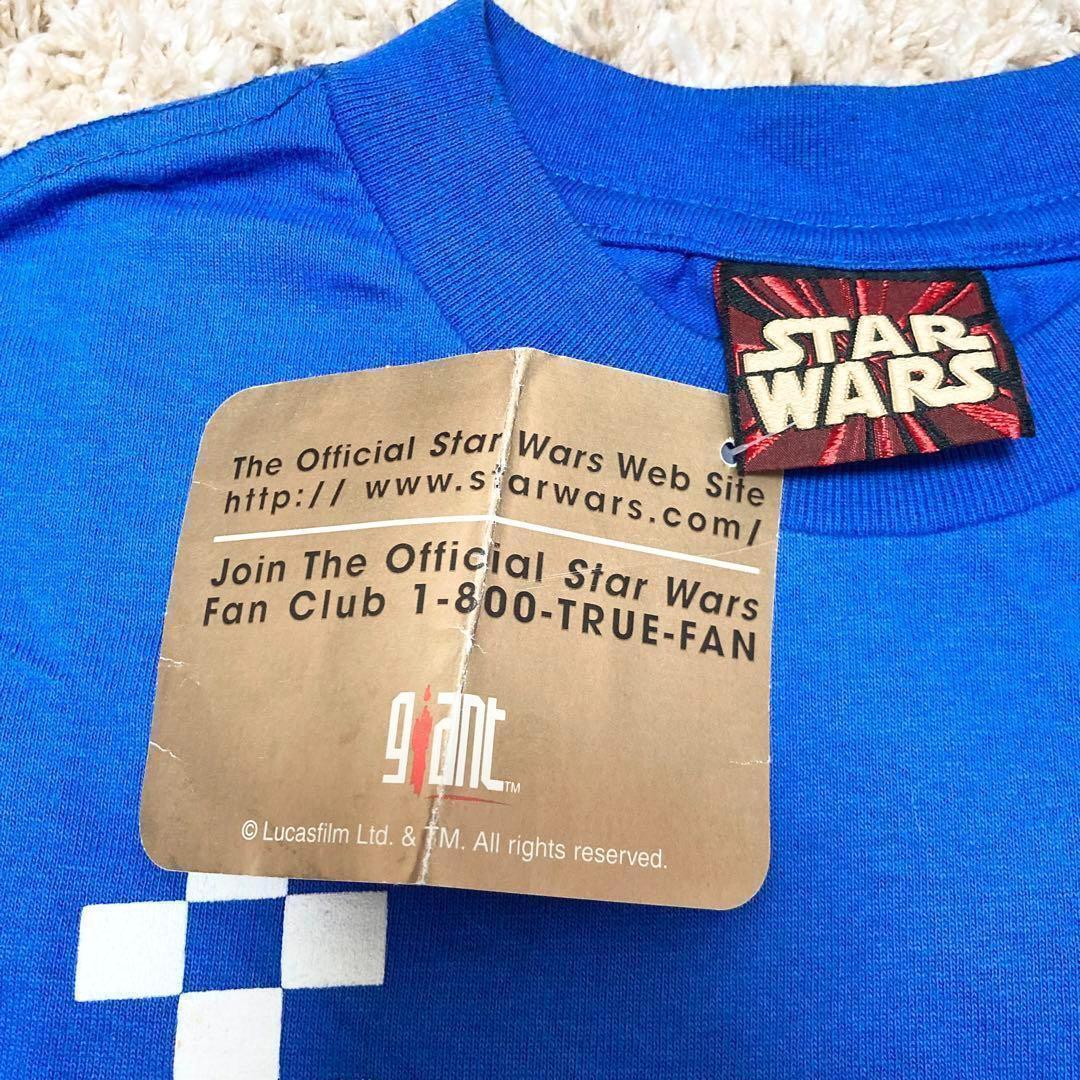 STAR
WARS
The Official Star Wars Web Site
http:// www.starwars.com/
Join The Official Star Wars
Fan Club 1-800-TRUE-FAN
giant™
© Lucasfilm Ltd. & TM. All rights reserved.